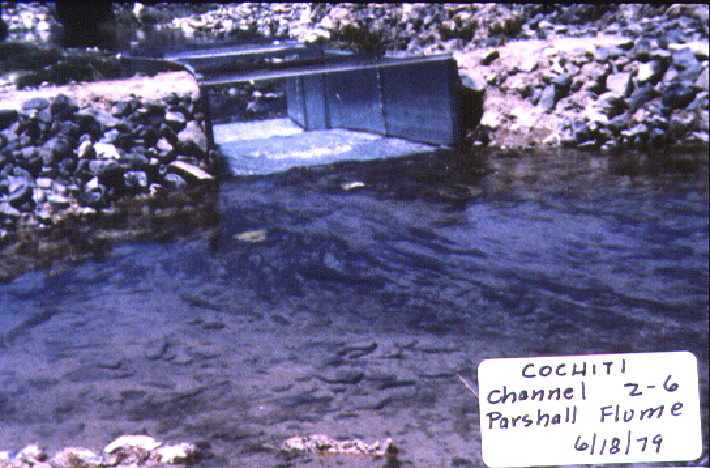 COCHITI
Channel 2-6
Parshall Flume
6/18/79